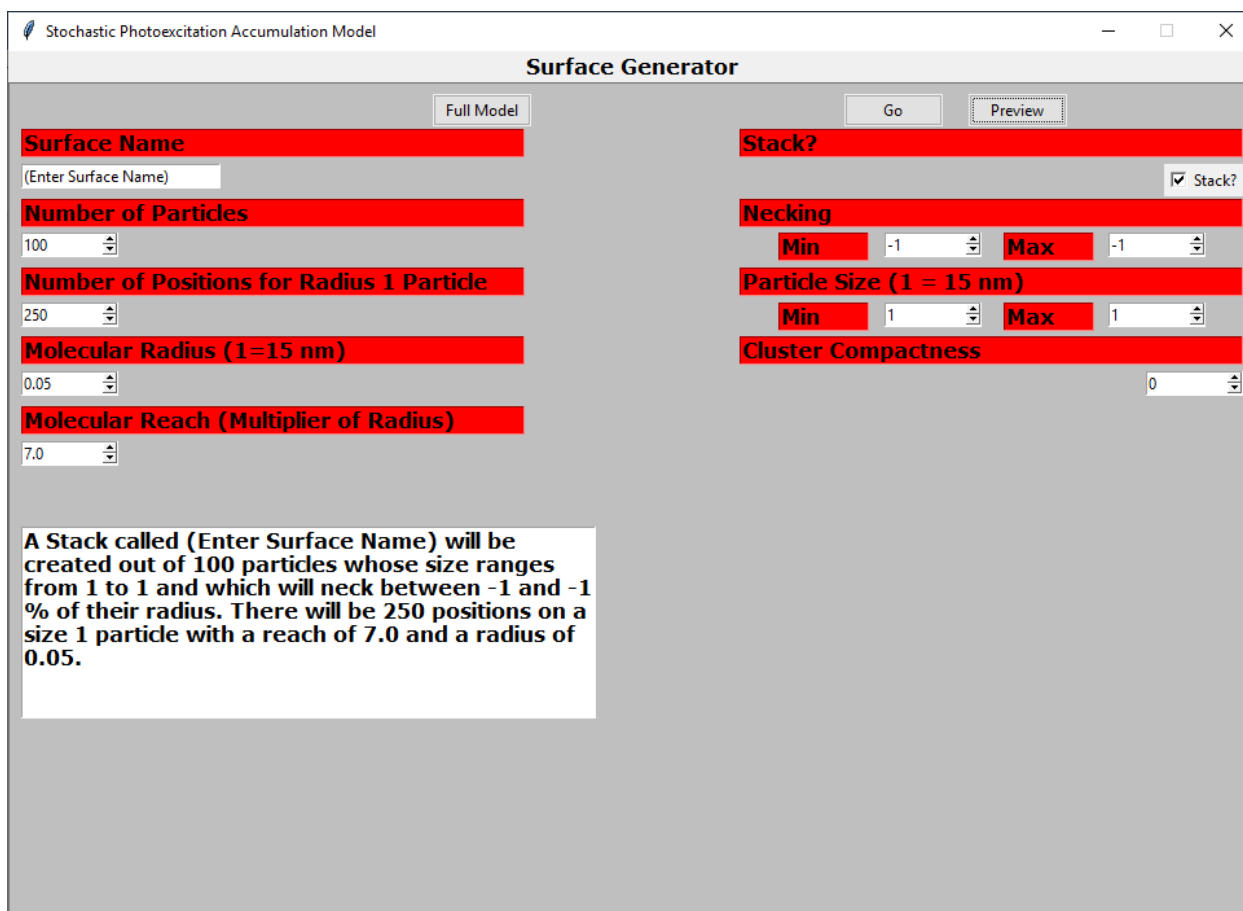 Stochastic Photoexcitation Accumulation Model
Surface Generator
Full Model
Go
Preview
Surface Name
(Enter Surface Name)
Number of Particles
100
Number of Positions for Radius 1 Particle
250
Molecular Radius (1=15 nm)
0.05
Molecular Reach (Multiplier of Radius)
7.0
Stack?
Stack?
Necking
Min -1 Max -1
Particle Size (1 = 15 nm)
Min 1 Max 1
Cluster Compactness
0
A Stack called (Enter Surface Name) will be
created out of 100 particles whose size ranges
from 1 to 1 and which will neck between -1 and -1
% of their radius. There will be 250 positions on a
size 1 particle with a reach of 7.0 and a radius of
0.05.